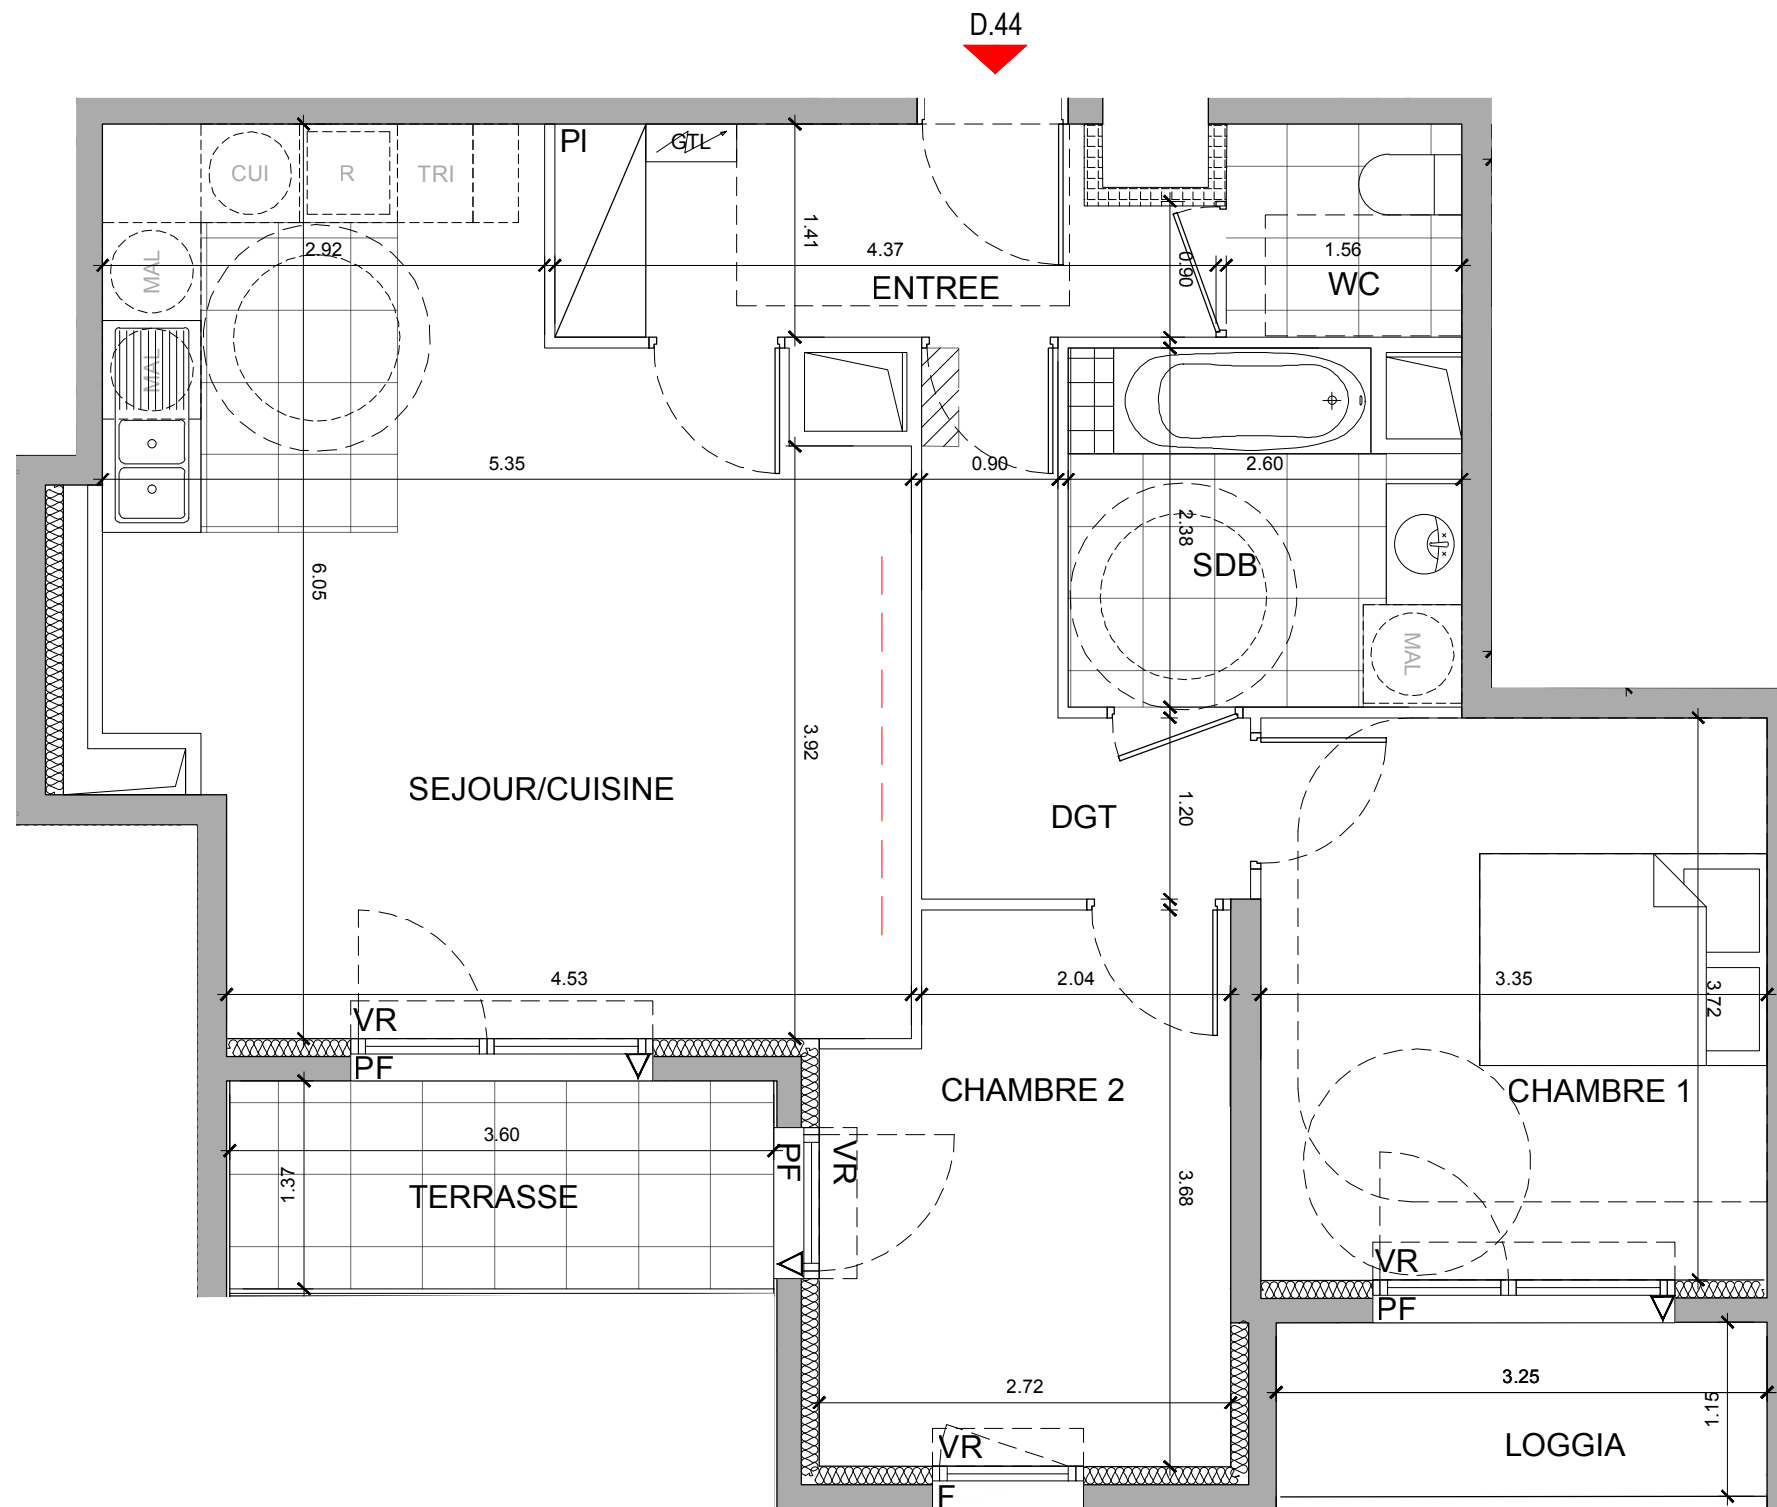 D.44
PI
GTL
CUI
R
TRI
1.41
2.92
4.37
0.90
1.56
MAL
ENTREE
WC
MAL
5.35
0.90
2.60
2.38
SDB
6.05
MAL
3.92
SEJOUR/CUISINE
1.20
DGT
4.53
2.04
3.35
3.72
VR
PF
CHAMBRE 2
CHAMBRE 1
3.60
PF
VR
1.37
TERRASSE
3.68
VR
PF
2.72
3.25
1.15
VR
LOGGIA
F